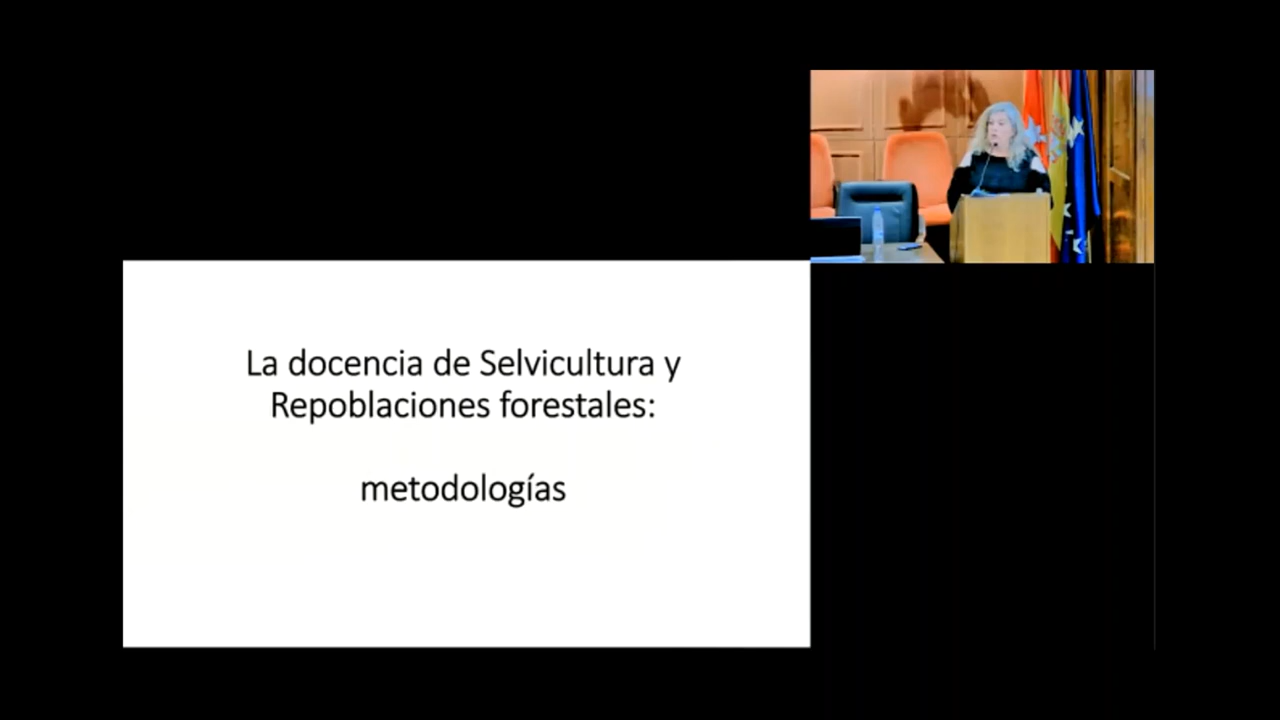 La docencia de Selvicultura y
Repoblaciones forestales:
metodologías